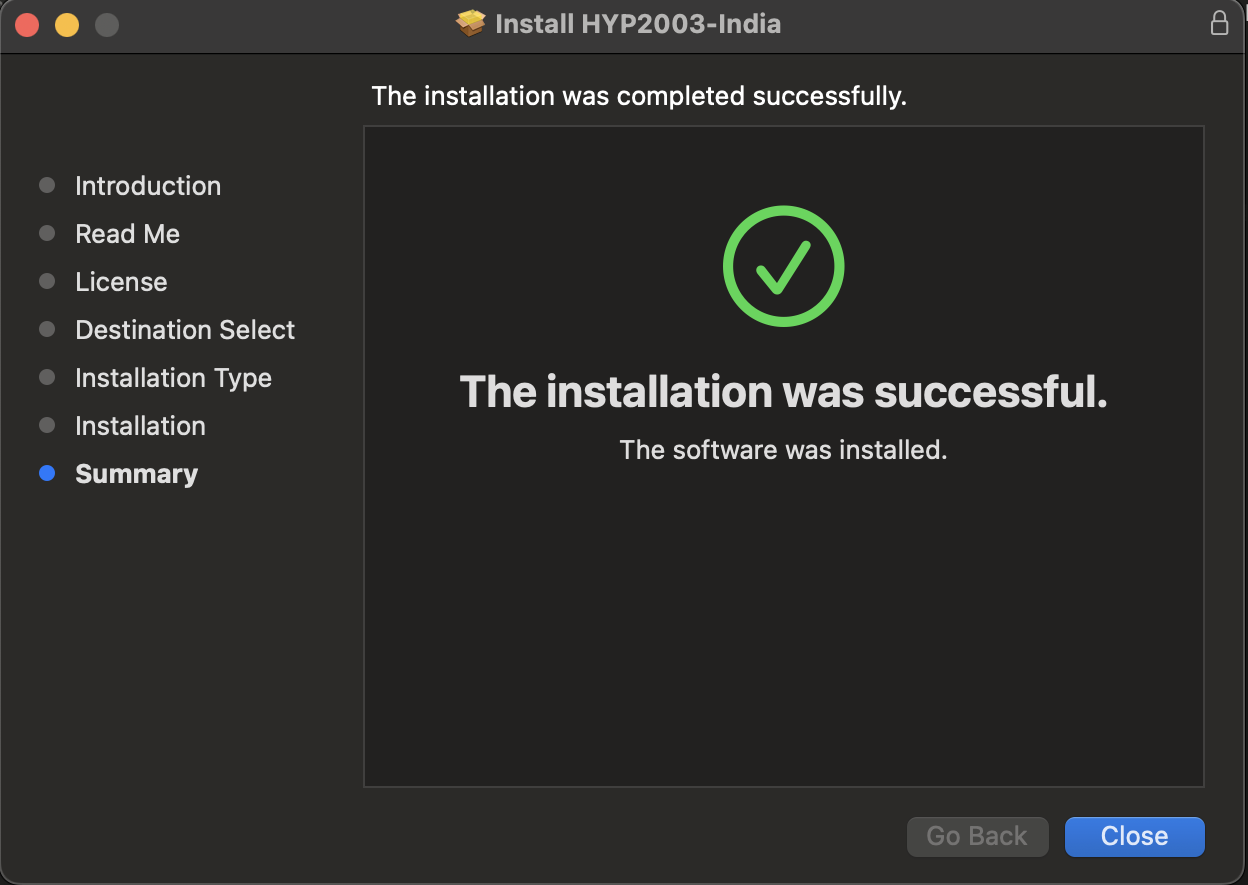 Install HYP2003-India
The installation was completed successfully.
Introduction
Read Me
License
Destination Select
Installation Type
Installation
Summary
The installation was successful.
The software was installed.
Go Back
Close